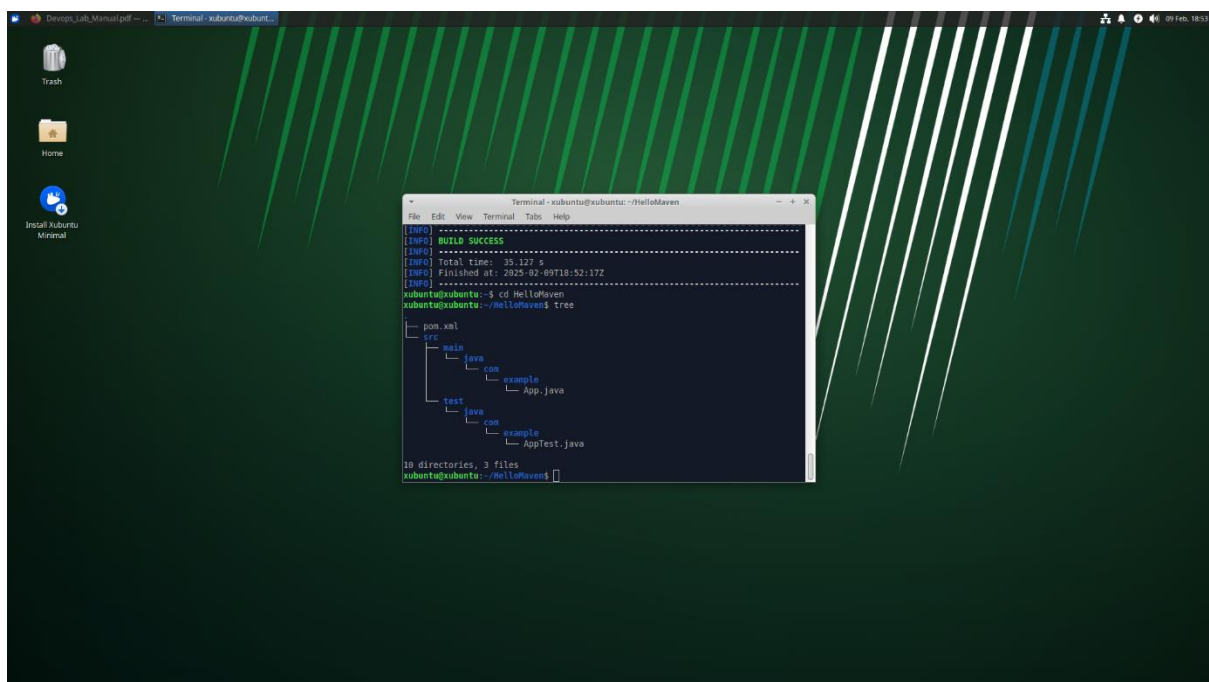 Devops_Lab_Manual.pdf — ...
Terminal - xubuntu@xubunt...
09 Feb, 18:53
Trash
Home
Install Xubuntu
Minimal
Terminal - xubuntu@xubuntu: ~/HelloMaven
File Edit View Terminal Tabs Help
[INFO] ------------------------------------------------------------------------
[INFO] BUILD SUCCESS
[INFO] ------------------------------------------------------------------------
[INFO] Total time:  35.127 s
[INFO] Finished at: 2025-02-09T18:52:17Z
[INFO] ------------------------------------------------------------------------
xubuntu@xubuntu:~$ cd HelloMaven
xubuntu@xubuntu:~/HelloMaven$ tree
.
├── pom.xml
└── src
    ├── main
    │   └── java
    │       └── com
    │           └── example
    │               └── App.java
    └── test
        └── java
            └── com
                └── example
                    └── AppTest.java
10 directories, 3 files
xubuntu@xubuntu:~/HelloMaven$